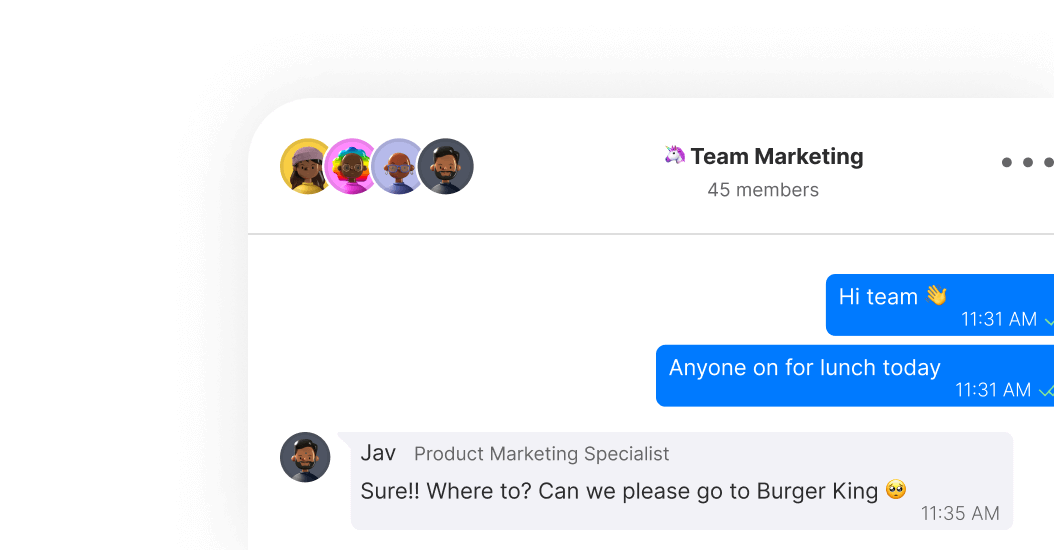 🦄 Team Marketing
45 members
Hi team 👋
11:31 AM
Anyone on for lunch today
11:31 AM
Jav Product Marketing Specialist
Sure!! Where to? Can we please go to Burger King 🥺
11:35 AM